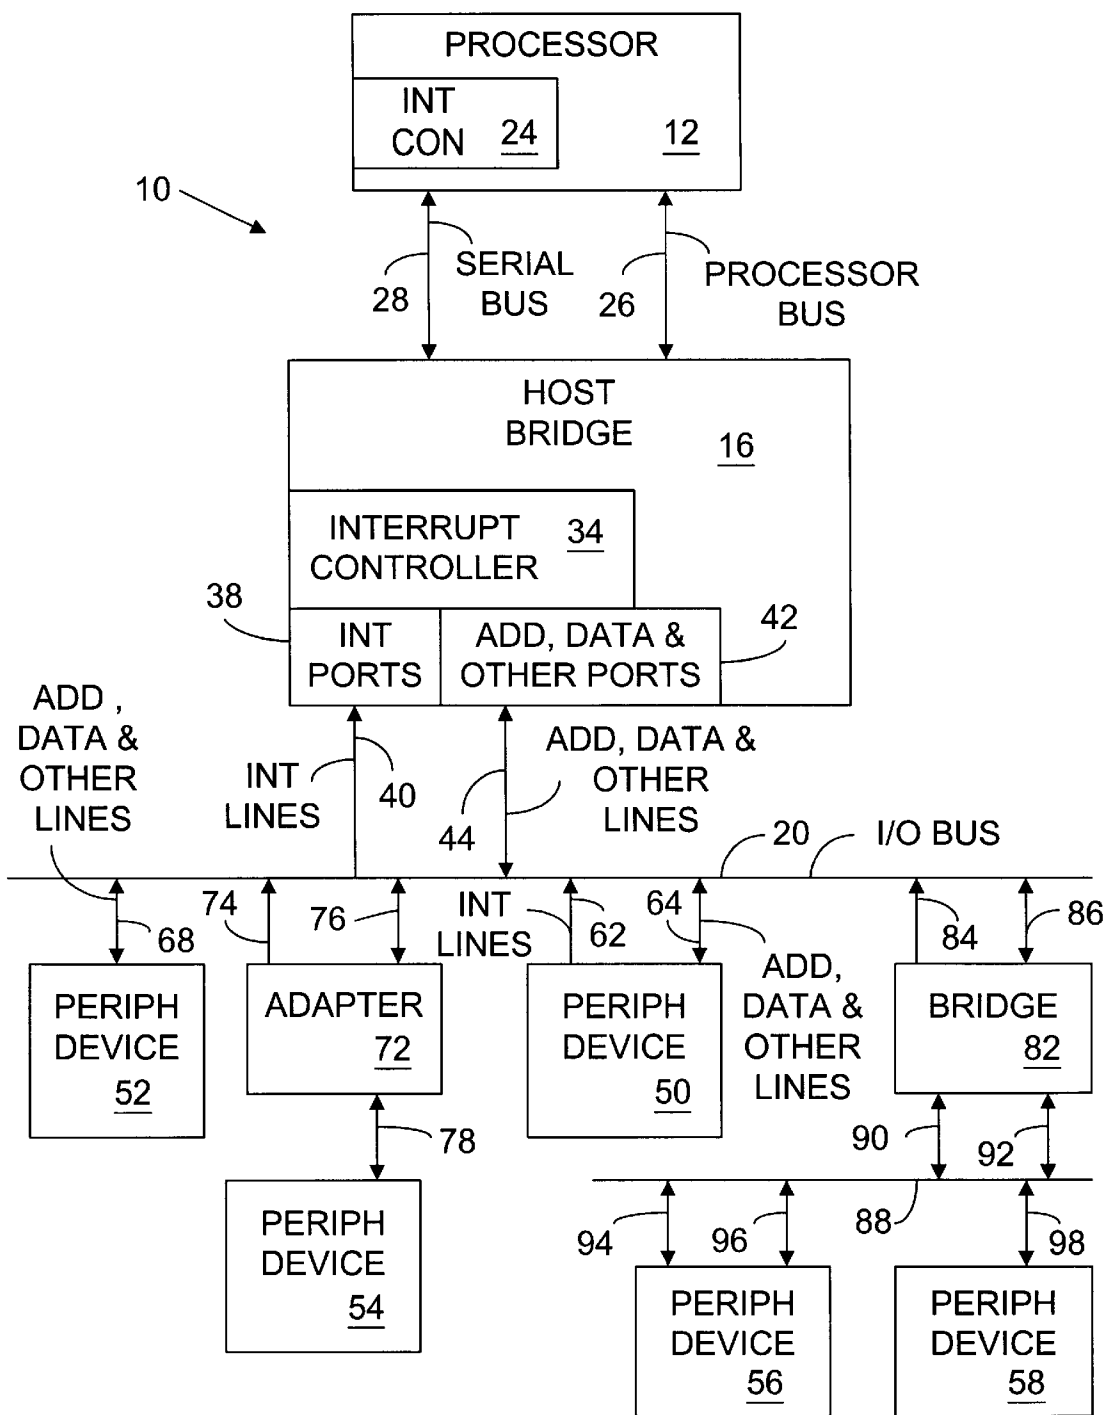 PROCESSOR
INT
CON
24
12
10
SERIAL
BUS
28
26
PROCESSOR
BUS
HOST
BRIDGE
16
INTERRUPT
CONTROLLER
34
38
INT
PORTS
ADD, DATA &
OTHER PORTS
42
ADD ,
DATA &
OTHER
LINES
INT
LINES
40
44
ADD, DATA &
OTHER
LINES
20
I/O BUS
68
74
76
INT
LINES
62
64
ADD,
DATA &
OTHER
LINES
84
86
PERIPH
DEVICE
52
ADAPTER
72
PERIPH
DEVICE
50
BRIDGE
82
78
90
92
PERIPH
DEVICE
54
94
96
88
98
PERIPH
DEVICE
56
PERIPH
DEVICE
58